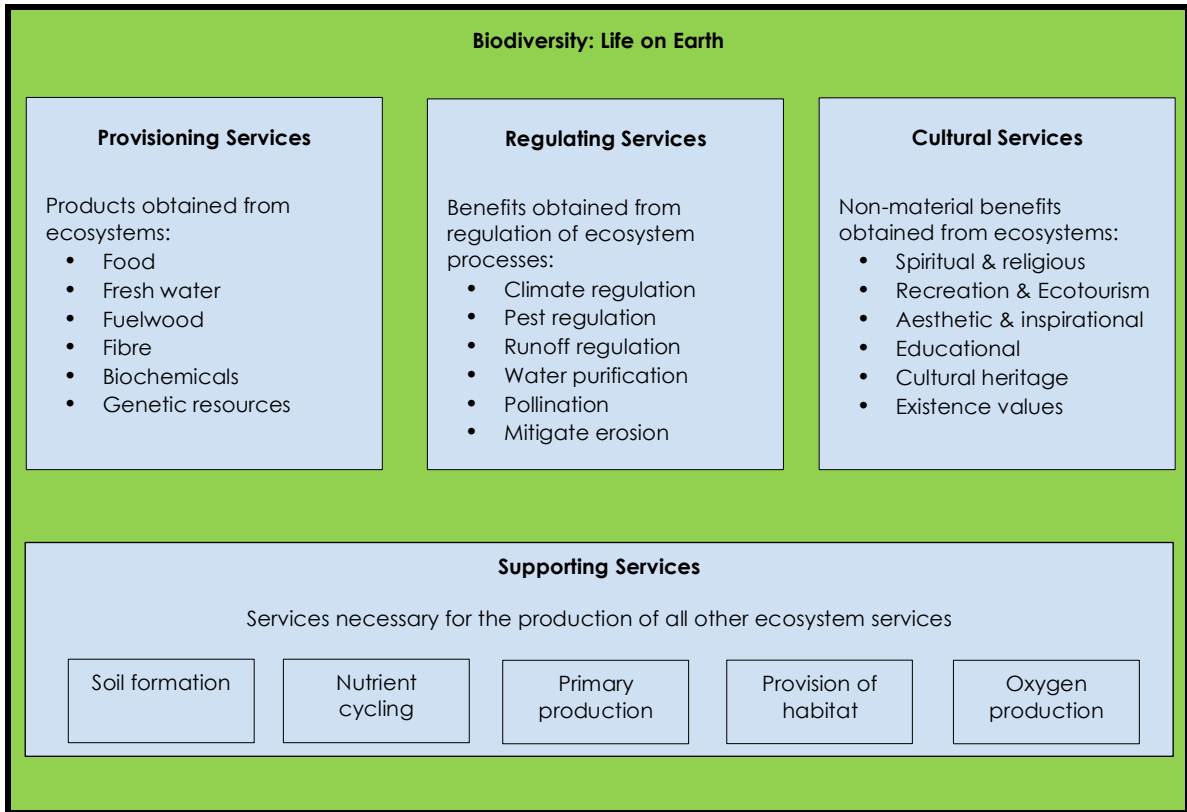 Biodiversity: Life on Earth
Provisioning Services
Products obtained from
ecosystems:
• Food
• Fresh water
• Fuelwood
• Fibre
• Biochemicals
• Genetic resources
Regulating Services
Benefits obtained from
regulation of ecosystem
processes:
• Climate regulation
• Pest regulation
• Runoff regulation
• Water purification
• Pollination
• Mitigate erosion
Cultural Services
Non-material benefits
obtained from ecosystems:
• Spiritual & religious
• Recreation & Ecotourism
• Aesthetic & inspirational
• Educational
• Cultural heritage
• Existence values
Supporting Services
Services necessary for the production of all other ecosystem services
Soil formation
Nutrient
cycling
Primary
production
Provision of
habitat
Oxygen
production